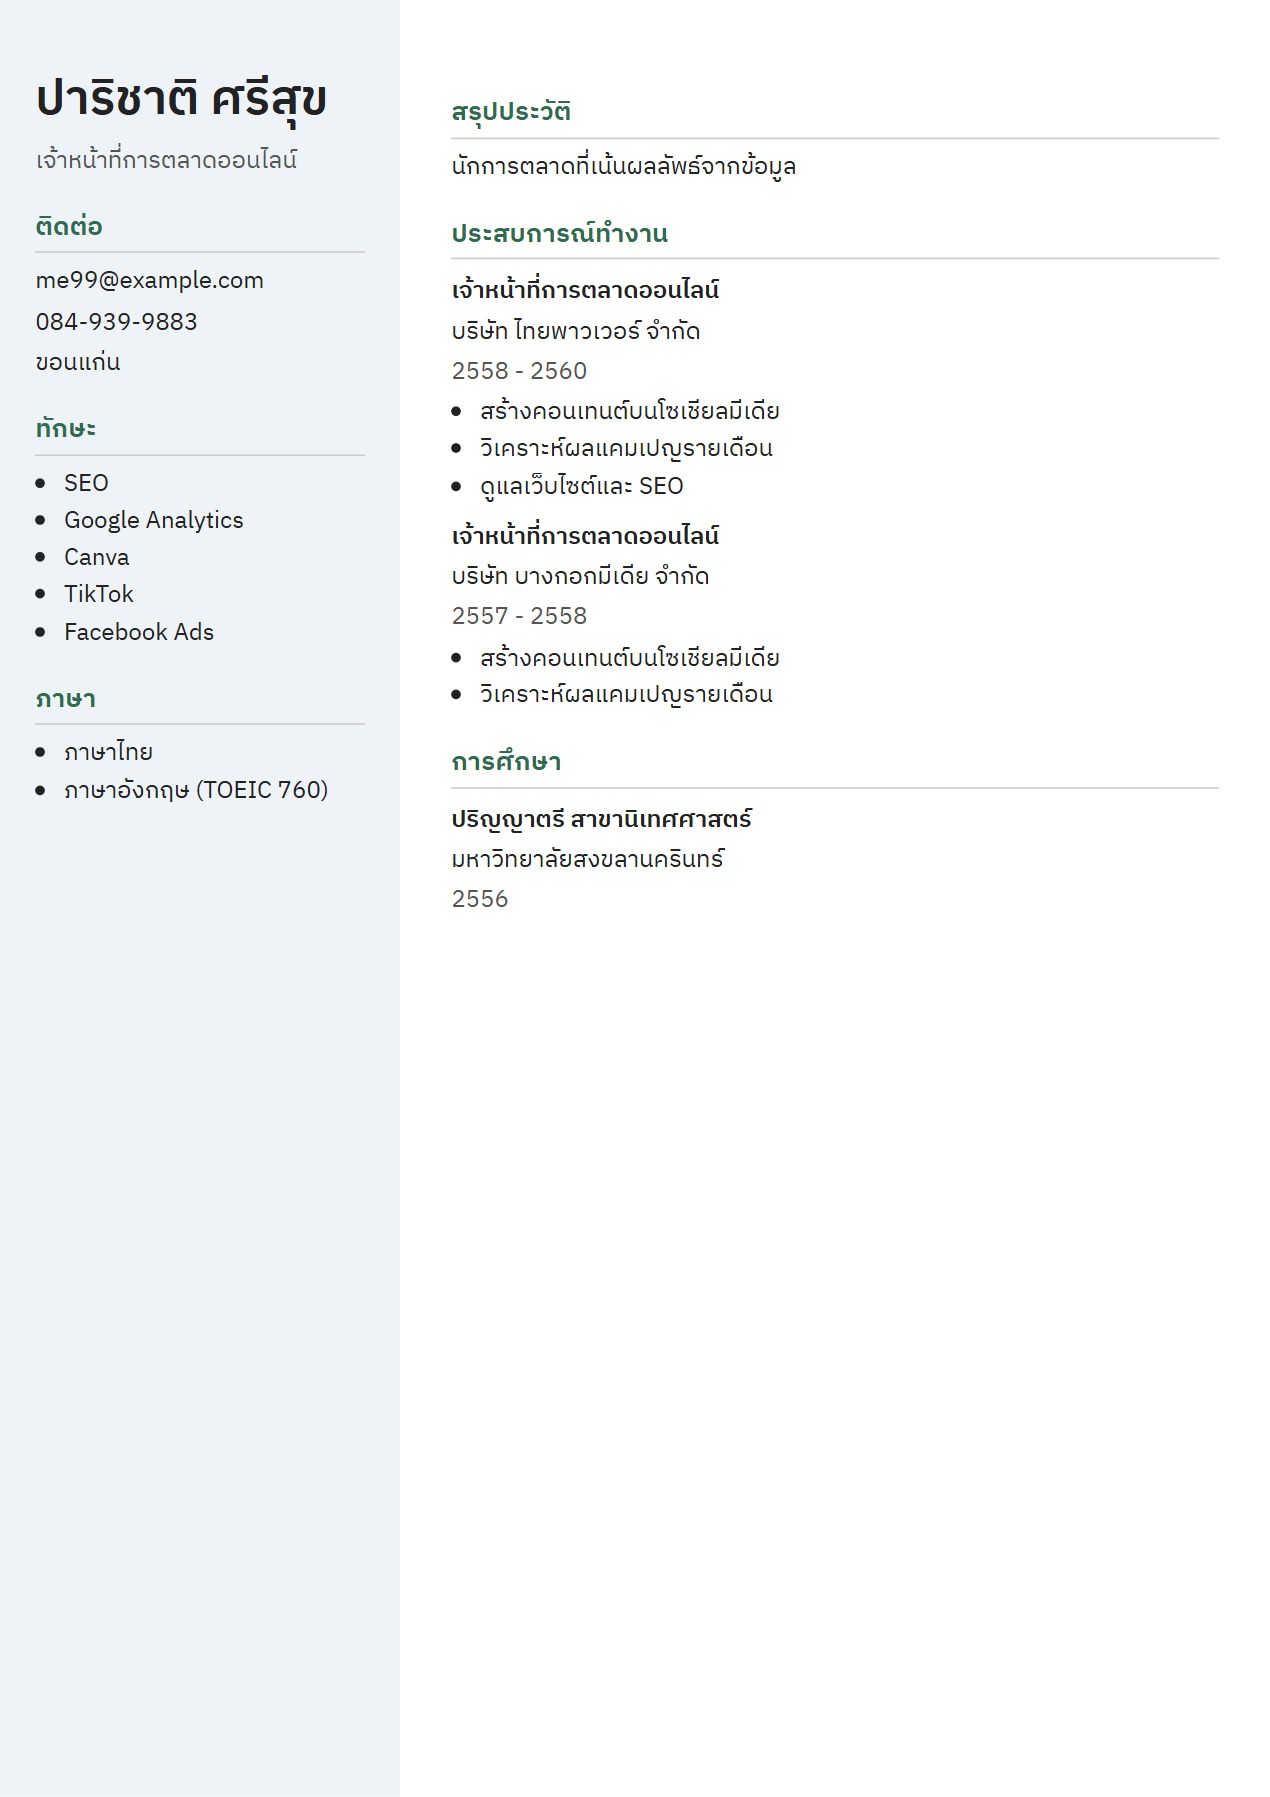 ปาริชาติ ศรีสุข
เจ้าหน้าที่การตลาดออนไลน์
ติดต่อ
me99@example.com
084-939-9883
ขอนแก่น
ทักษะ
SEO
Google Analytics
Canva
TikTok
Facebook Ads
ภาษา
ภาษาไทย
ภาษาอังกฤษ (TOEIC 760)
สรุปประวัติ
นักการตลาดที่เน้นผลลัพธ์จากข้อมูล
ประสบการณ์ทำงาน
เจ้าหน้าที่การตลาดออนไลน์
บริษัท ไทยพาวเวอร์ จำกัด
2558 - 2560
สร้างคอนเทนต์บนโซเชียลมีเดีย
วิเคราะห์ผลแคมเปญรายเดือน
ดูแลเว็บไซต์และ SEO
เจ้าหน้าที่การตลาดออนไลน์
บริษัท บางกอกมีเดีย จำกัด
2557 - 2558
สร้างคอนเทนต์บนโซเชียลมีเดีย
วิเคราะห์ผลแคมเปญรายเดือน
การศึกษา
ปริญญาตรี สาขานิเทศศาสตร์
มหาวิทยาลัยสงขลานครินทร์
2556